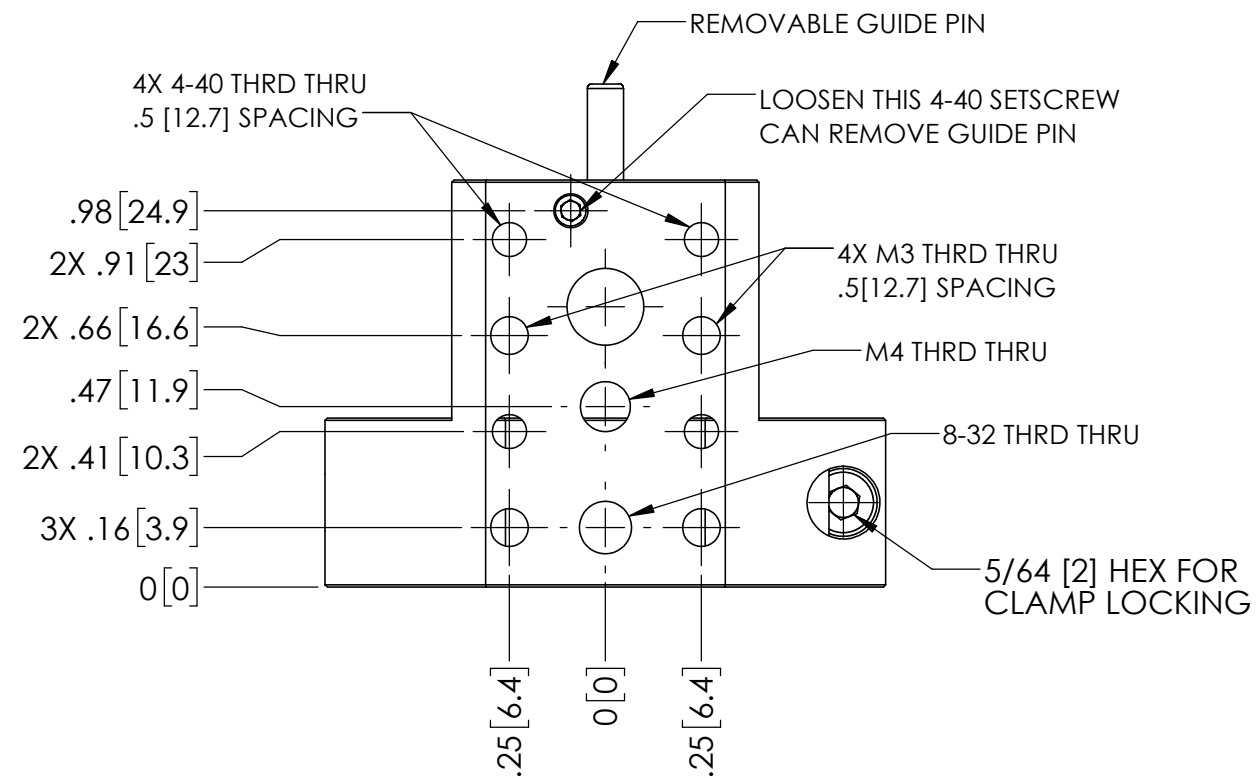 REMOVABLE GUIDE PIN
4X 4-40 THRD THRU
.5 [12.7] SPACING
LOOSEN THIS 4-40 SETSCREW
CAN REMOVE GUIDE PIN
.98 [24.9]
2X .91 [23]
4X M3 THRD THRU
.5[12.7] SPACING
2X .66 [16.6]
M4 THRD THRU
.47 [11.9]
2X .41 [10.3]
8-32 THRD THRU
3X .16 [3.9]
0 [0]
5/64 [2] HEX FOR
CLAMP LOCKING
.25 [6.4]
0 [0]
.25 [6.4]